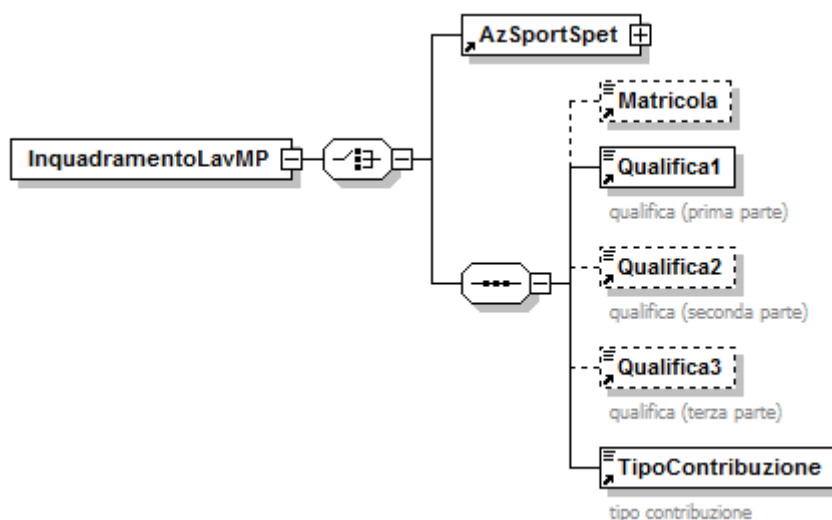 AzSportSpet
Matricola
InquadramentoLavMP
Qualifica1
qualifica (prima parte)
Qualifica2
qualifica (seconda parte)
Qualifica3
qualifica (terza parte)
TipoContribuzione
tipo contribuzione